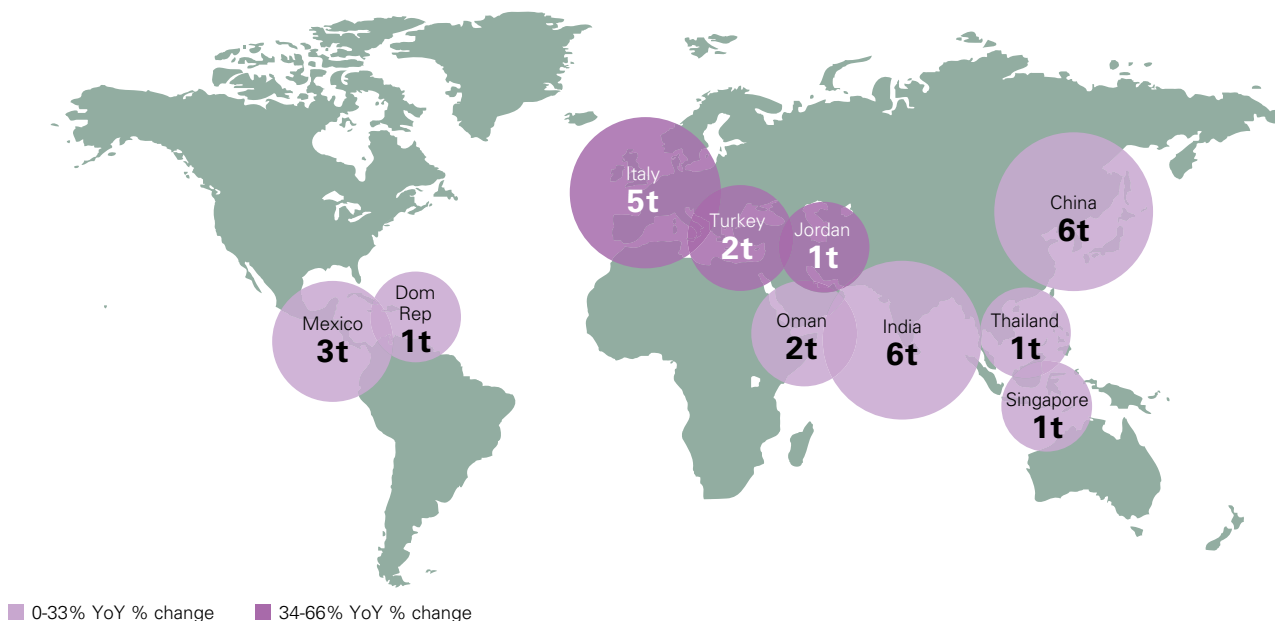 Italy
5t
Turkey
2t
Jordan
1t
China
6t
Dom
Rep
1t
Mexico
3t
Oman
2t
India
6t
Thailand
1t
Singapore
1t
0-33% YoY % change
34-66% YoY % change